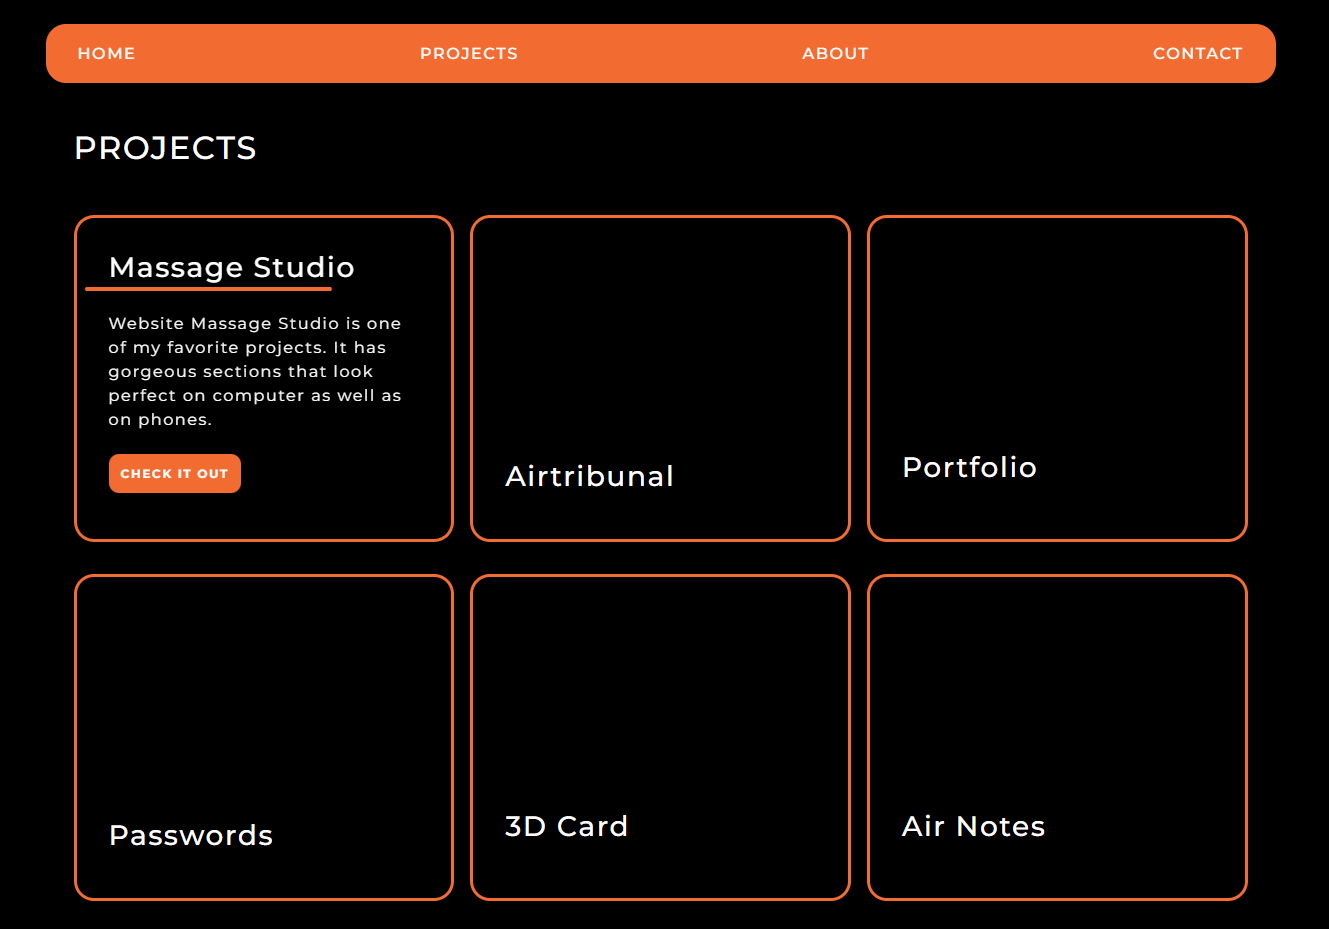 HOME PROJECTS ABOUT CONTACT
PROJECTS
Massage Studio
Website Massage Studio is one
of my favorite projects. It has
gorgeous sections that look
perfect on computer as well as
on phones.
CHECK IT OUT
Airtribunal
Portfolio
Passwords
3D Card
Air Notes